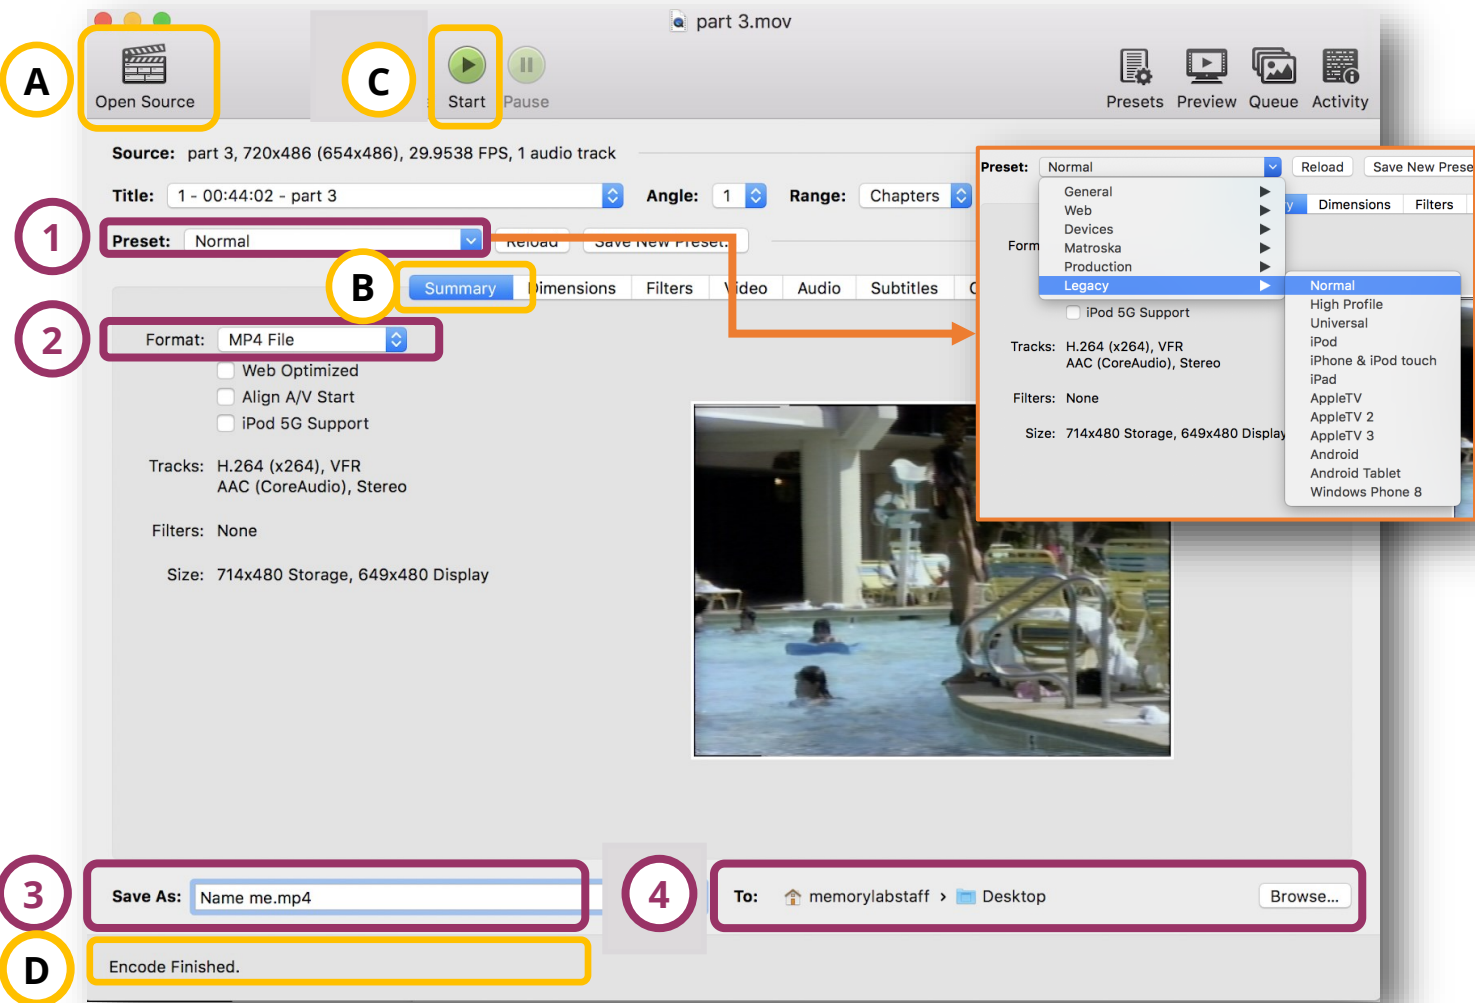 part 3.mov
A
C
Open Source
Start
Pause
Presets
Preview
Queue
Activity
Source: part 3, 720x486 (654x486), 29.9538 FPS, 1 audio track
Title: 1 - 00:44:02 - part 3
Angle: 1
Range: Chapters
1
Preset: Normal
Reload
Save New Preset...
B
Summary
Dimensions
Filters
Video
Audio
Subtitles
2
Format: MP4 File
Web Optimized
Align A/V Start
iPod 5G Support
Tracks: H.264 (x264), VFR
AAC (CoreAudio), Stereo
Filters: None
Size: 714x480 Storage, 649x480 Display
Preset: Normal
Reload
Save New Prese
General
Web
Devices
Matroska
Production
Legacy
Dimensions
Filters
Form
Normal
High Profile
Universal
iPod
iPhone & iPod touch
iPad
AppleTV
AppleTV 2
AppleTV 3
Android
Android Tablet
Windows Phone 8
iPod 5G Support
Tracks: H.264 (x264), VFR
AAC (CoreAudio), Stereo
Filters: None
Size: 714x480 Storage, 649x480 Display
3
Save As: Name me.mp4
4
To: memorylabstaff › Desktop
Browse...
D
Encode Finished.